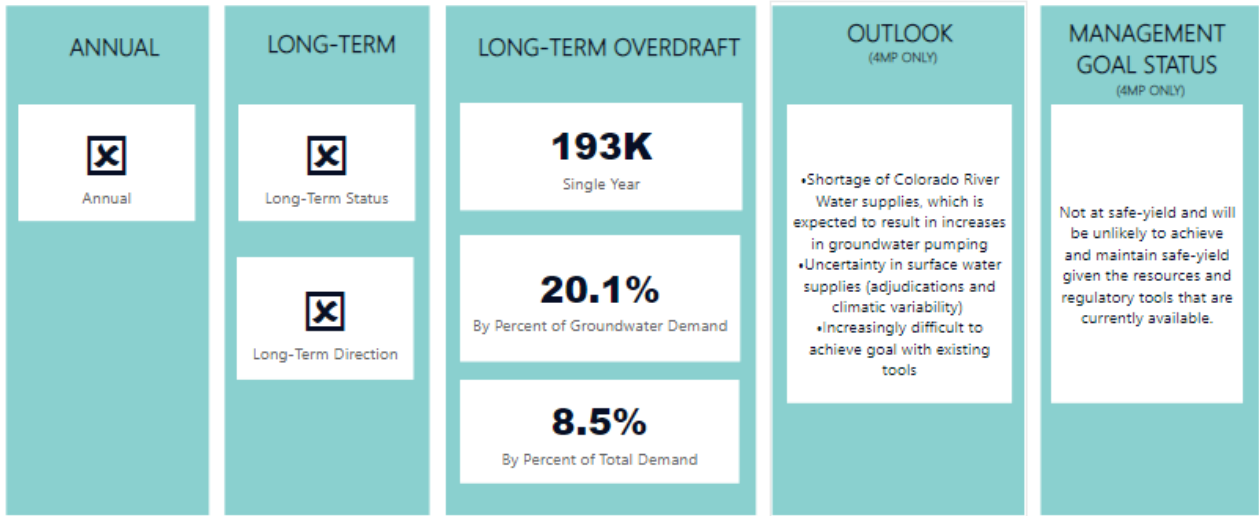 ANNUAL
☒
Annual
LONG-TERM
☒
Long-Term Status
☒
Long-Term Direction
LONG-TERM OVERDRAFT
193K
Single Year
20.1%
By Percent of Groundwater Demand
8.5%
By Percent of Total Demand
OUTLOOK
(4MP ONLY)
•Shortage of Colorado River
Water supplies, which is
expected to result in increases
in groundwater pumping
•Uncertainty in surface water
supplies (adjudications and
climatic variability)
•Increasingly difficult to
achieve goal with existing
tools
MANAGEMENT
GOAL STATUS
(4MP ONLY)
Not at safe-yield and will
be unlikely to achieve
and maintain safe-yield
given the resources and
regulatory tools that are
currently available.